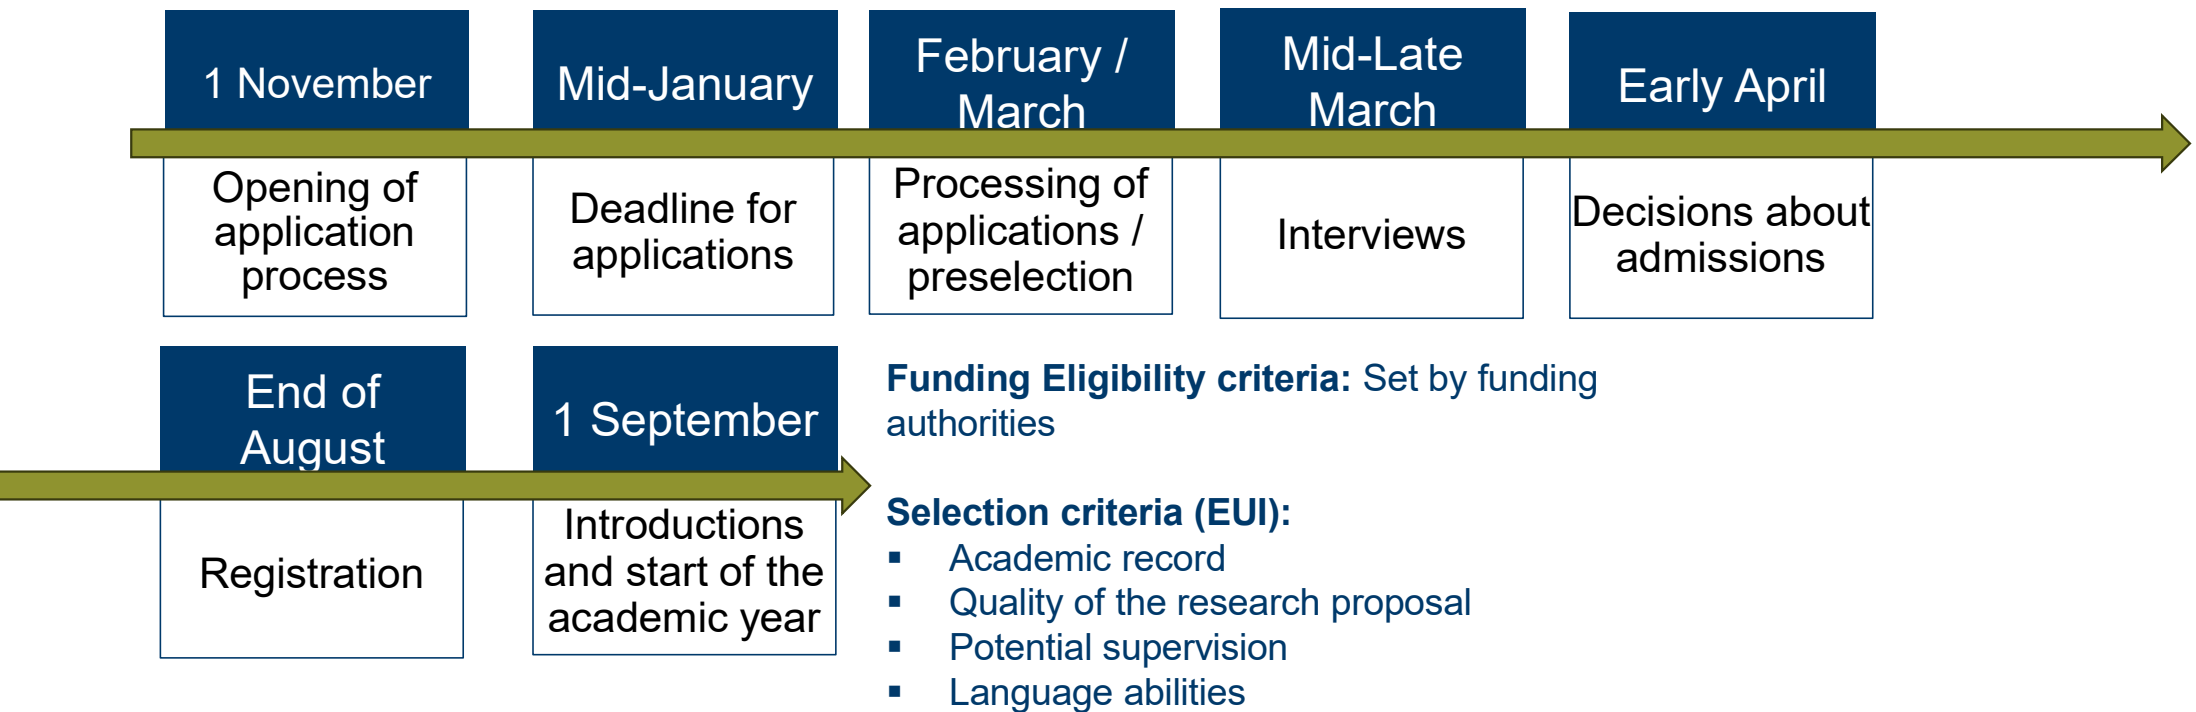 1 November
Opening of
application
process
Mid-January
Deadline for
applications
February /
March
Processing of
applications /
preselection
Mid-Late
March
Interviews
Early April
Decisions about
admissions
End of
August
Registration
1 September
Introductions
and start of the
academic year
Funding Eligibility criteria: Set by funding
authorities
Selection criteria (EUI):
▪ Academic record
▪ Quality of the research proposal
▪ Potential supervision
▪ Language abilities